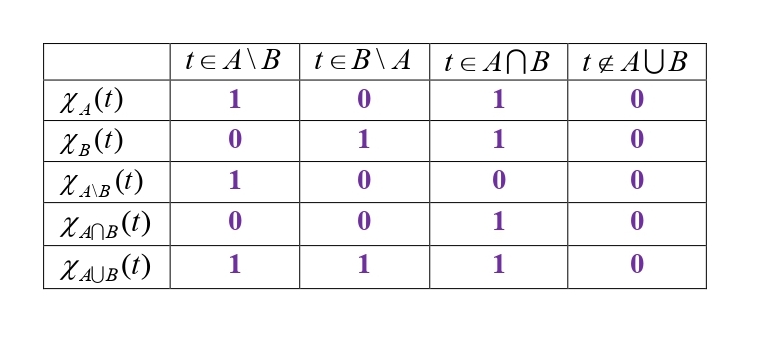 t ∈ A \ B t ∈ B \ A t ∈ A ⋂ B t ∉ A ⋃ B
χ_A(t) 1 0 1 0
χ_B(t) 0 1 1 0
χ_{A\B}(t) 1 0 0 0
χ_{A⋂B}(t) 0 0 1 0
χ_{A⋃B}(t) 1 1 1 0